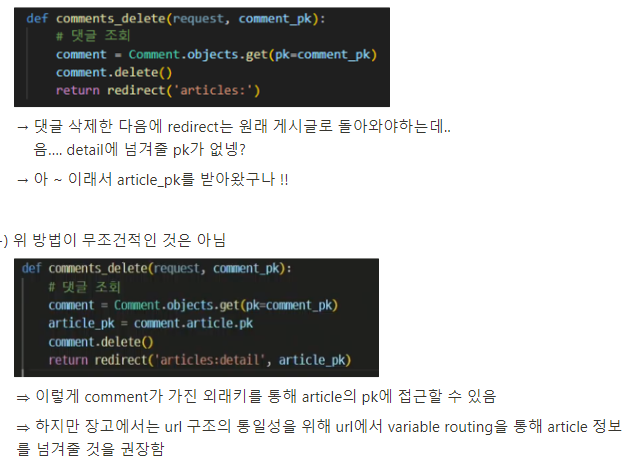 def comments_delete(request, comment_pk):
# 댓글 조회
comment = Comment.objects.get(pk=comment_pk)
comment.delete()
return redirect('articles:')
→ 댓글 삭제한 다음에 redirect는 원래 게시글로 돌아와야하는데..
음.... detail에 넘겨줄 pk가 없넹?
→ 아 ~ 이래서 article_pk를 받아왔구나 !!
+) 위 방법이 무조건적인 것은 아님
def comments_delete(request, comment_pk):
# 댓글 조회
comment = Comment.objects.get(pk=comment_pk)
article_pk = comment.article.pk
comment.delete()
return redirect('articles:detail', article_pk)
⇒ 이렇게 comment가 가진 외래키를 통해 article의 pk에 접근할 수 있음
⇒ 하지만 장고에서는 url 구조의 통일성을 위해 url에서 variable routing을 통해 article 정보
를 넘겨줄 것을 권장함